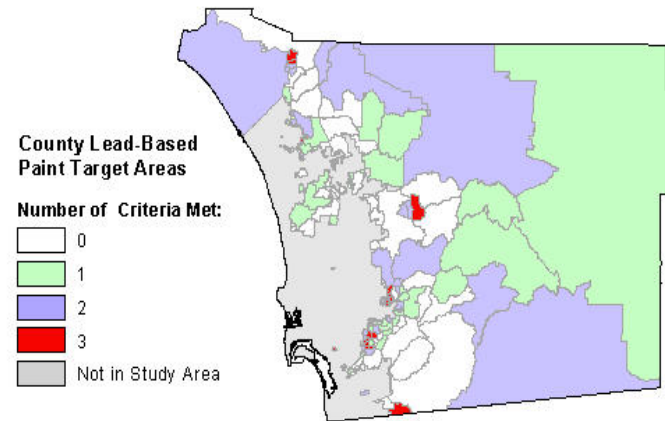 County Lead-Based
Paint Target Areas
Number of Criteria Met:
0
1
2
3
Not in Study Area